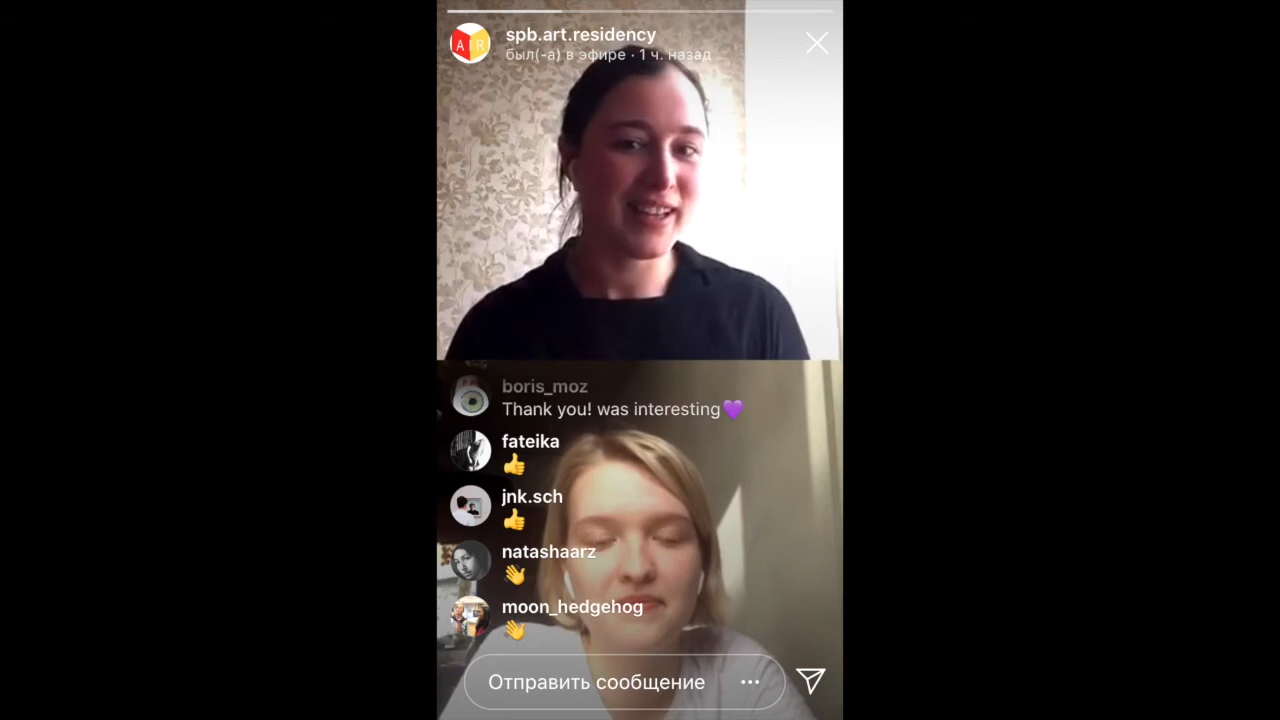 AIR
spb.art.residency
был(-а) в эфире · 1 ч. назад
boris_moz
Thank you! was interesting💜
fateika
👍
jnk.sch
👍
natashaarz
👋
moon_hedgehog
👋
Отправить сообщение